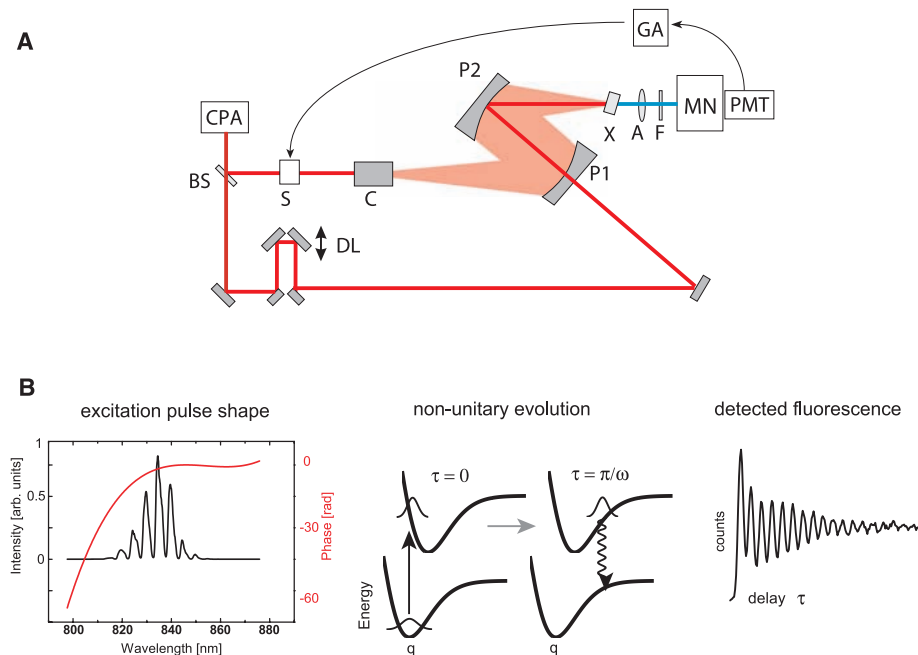 A
GA
P2
CPA
MN
PMT
X
A
F
BS
S
C
P1
DL
B
excitation pulse shape
non-unitary evolution
detected fluorescence
Intensity [arb. units]
1
0.5
0
0
-30
-60
Phase [rad]
800
820
840
860
880
Wavelength [nm]
τ = 0
τ = π/ω
Energy
q
q
counts
delay τ